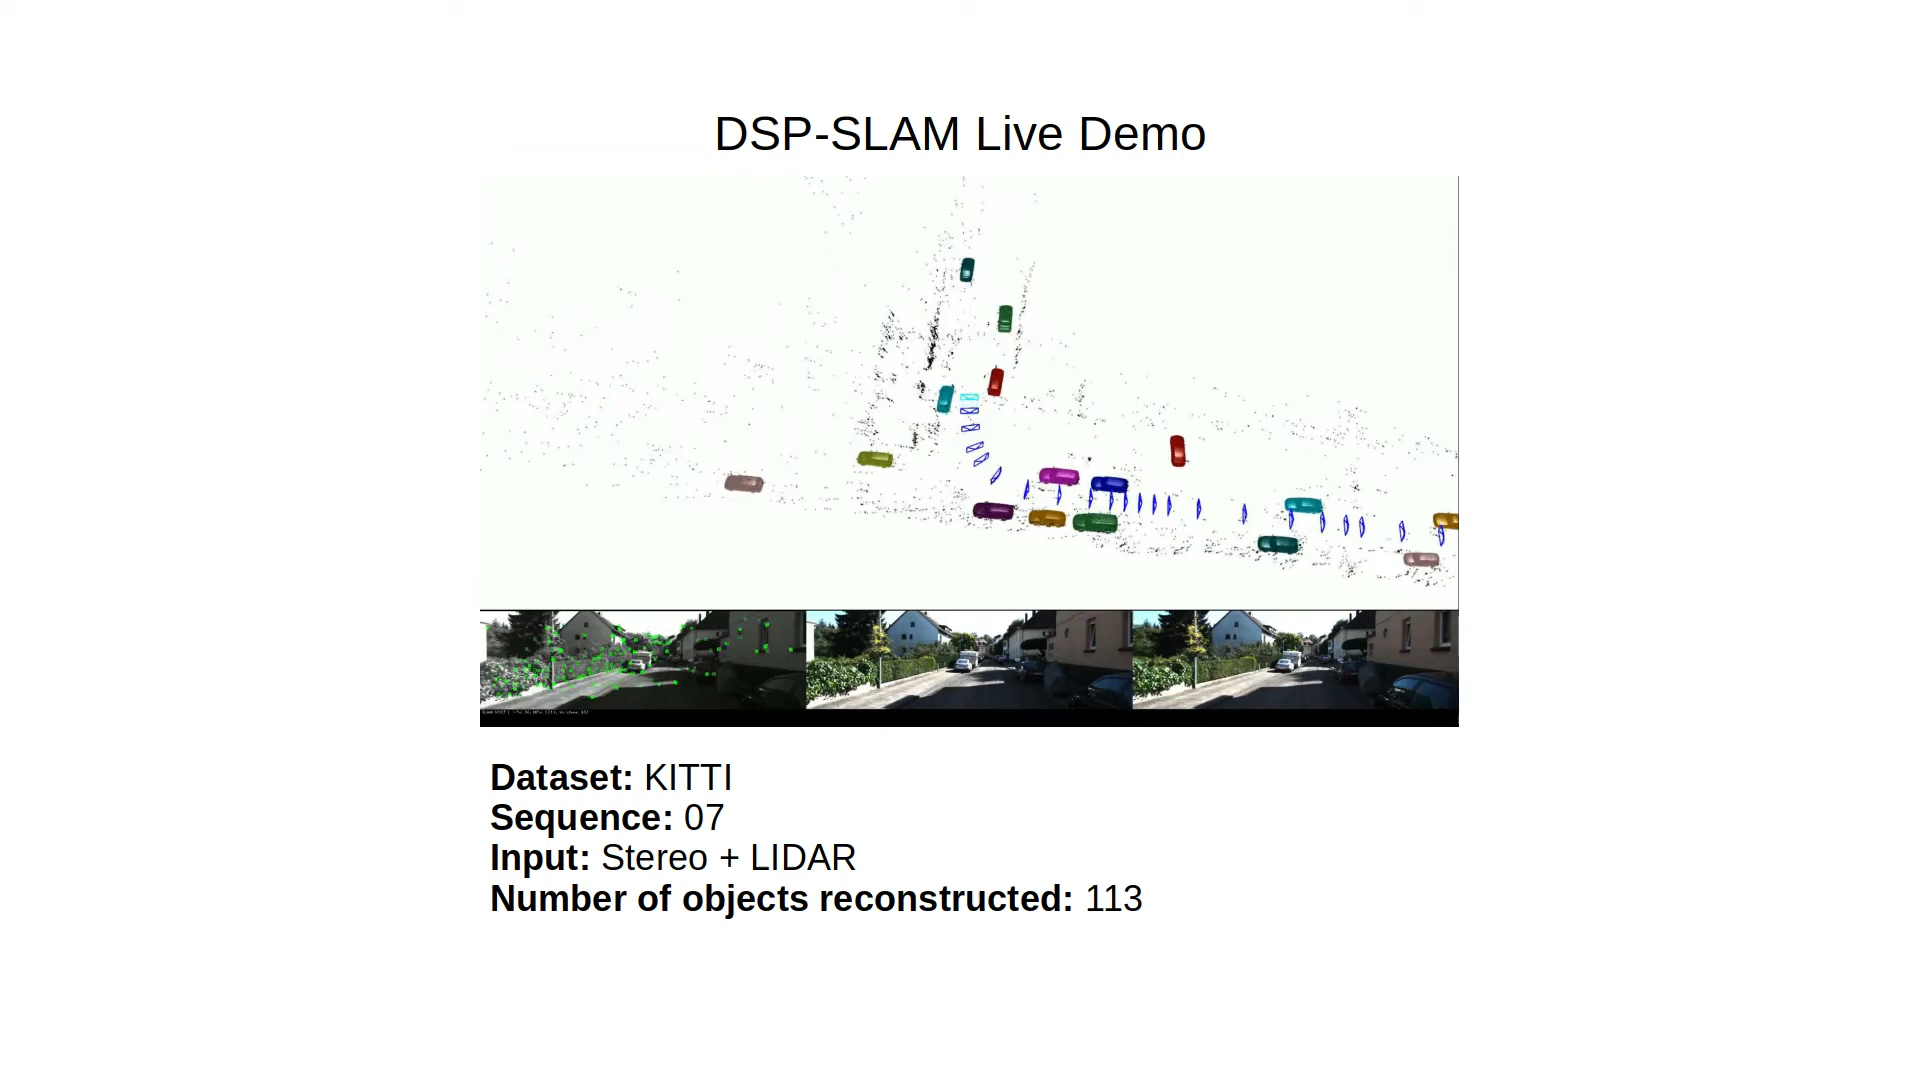 DSP-SLAM Live Demo
Dataset: KITTI
Sequence: 07
Input: Stereo + LIDAR
Number of objects reconstructed: 113